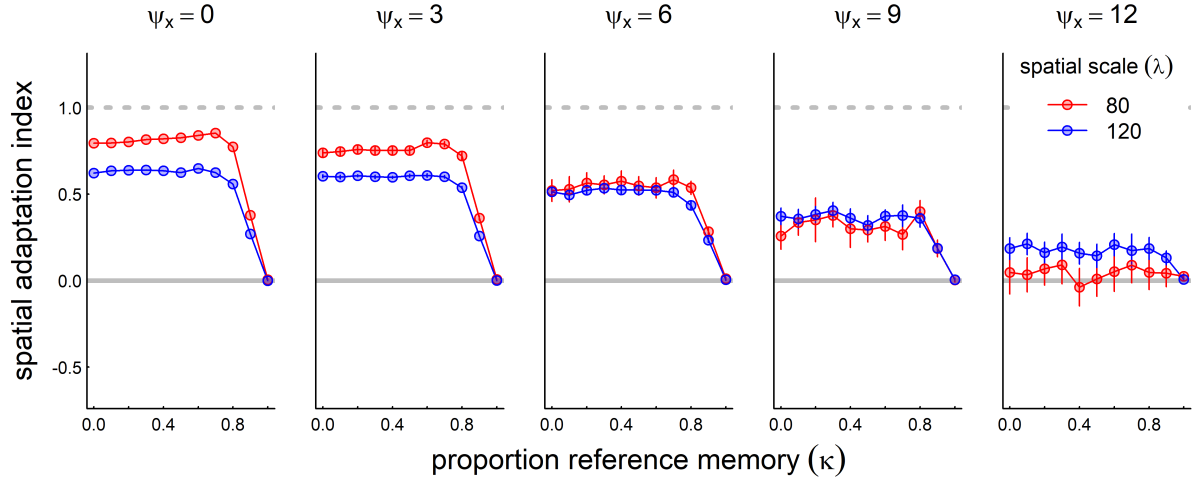 ψx = 0
ψx = 3
ψx = 6
ψx = 9
ψx = 12
spatial adaptation index
1.0
0.5
0.0
-0.5
spatial scale (λ)
80
120
0.0 0.4 0.8
0.0 0.4 0.8
0.0 0.4 0.8
0.0 0.4 0.8
0.0 0.4 0.8
proportion reference memory (κ)